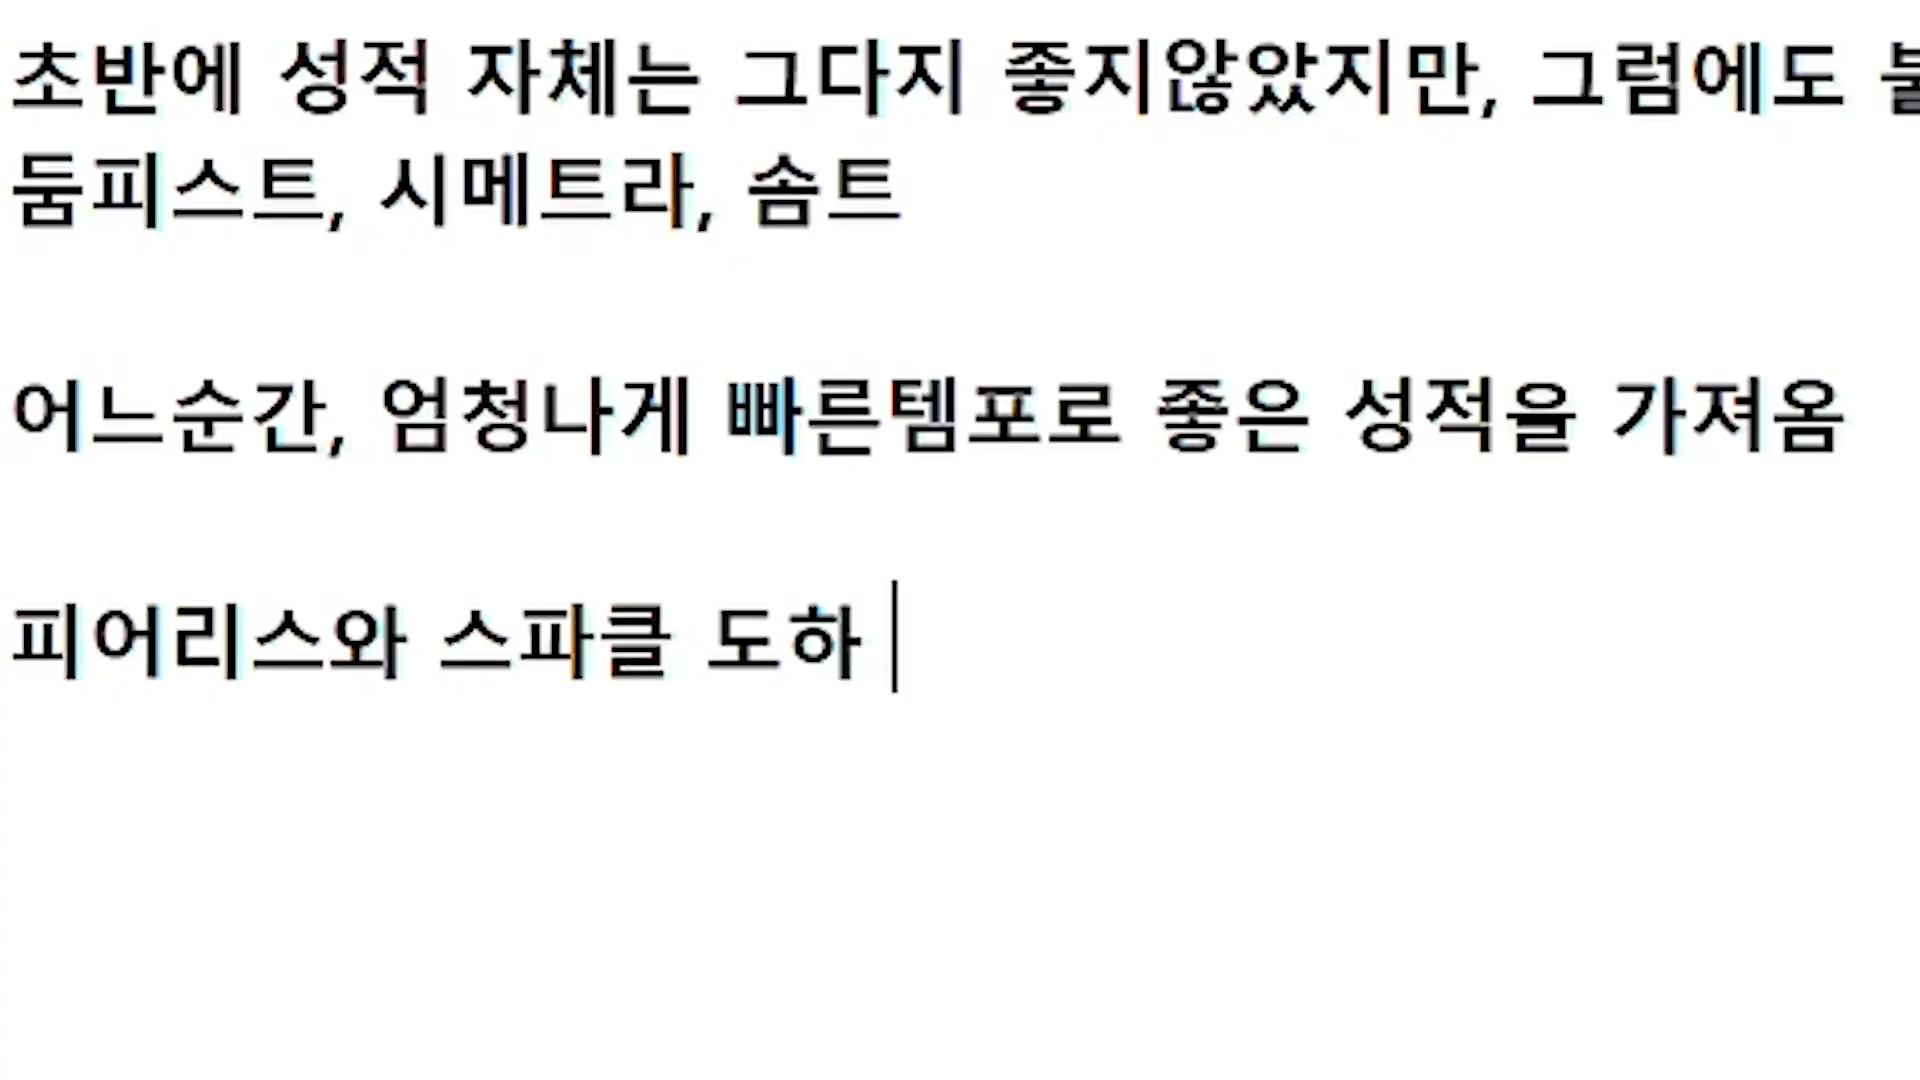 초반에 성적 자체는 그다지 좋지않았지만, 그럼에도
둠피스트, 시메트라, 솜트
어느순간, 엄청나게 빠른템포로 좋은 성적을 가져옴
피어리스와 스파클 도하